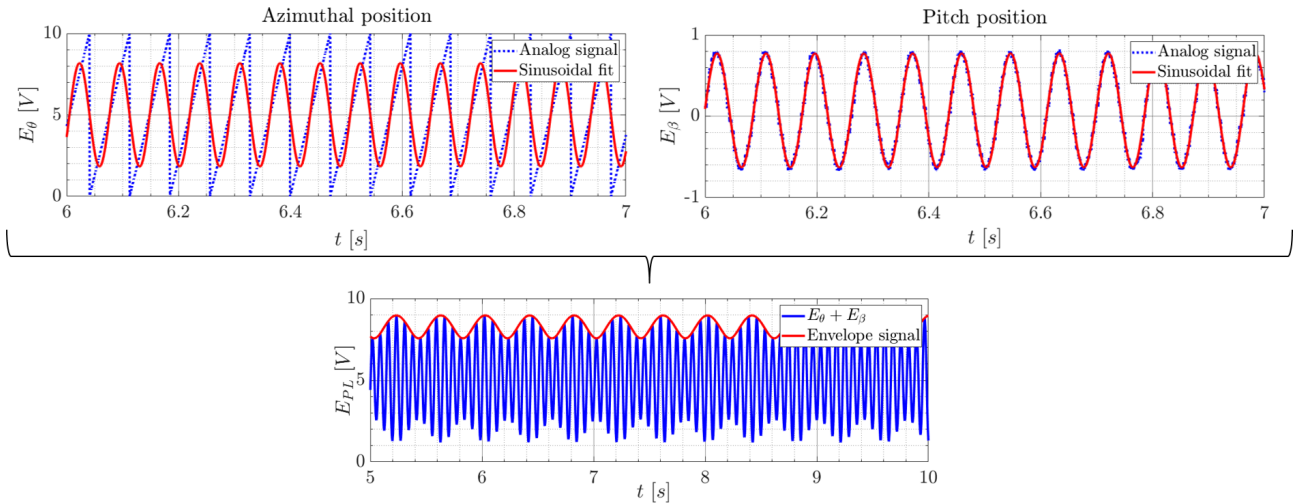 Azimuthal position
10
5
0
E_θ [V]
Analog signal
Sinusoidal fit
6 6.2 6.4 6.6 6.8 7
t [s]
Pitch position
1
0
-1
E_β [V]
Analog signal
Sinusoidal fit
6 6.2 6.4 6.6 6.8 7
t [s]
10
5
0
E_PL [V]
E_θ + E_β
Envelope signal
5 6 7 8 9 10
t [s]